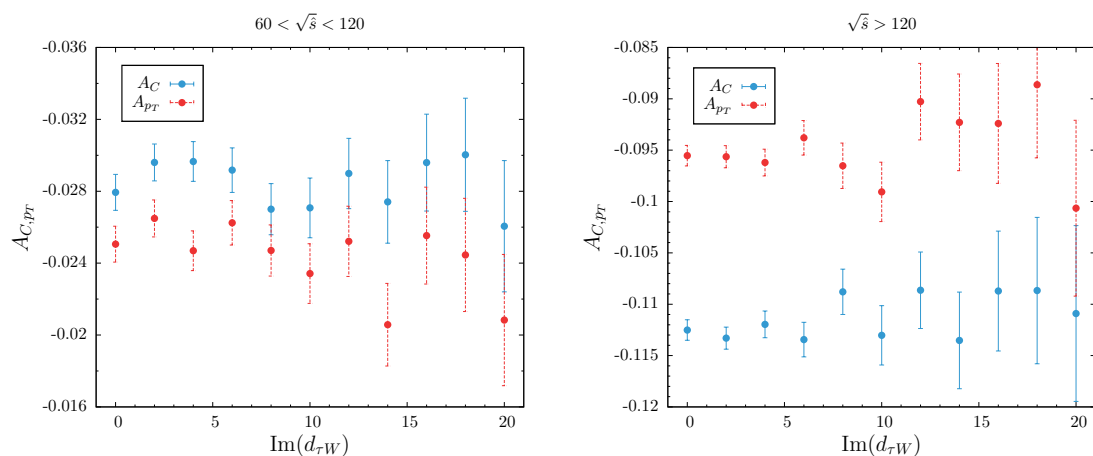 60 < √ŝ < 120
A_C
A_{p_T}
-0.036
-0.032
-0.028
-0.024
-0.02
-0.016
A_{C,p_T}
0 5 10 15 20
Im(d_{τW})
√ŝ > 120
A_C
A_{p_T}
-0.085
-0.09
-0.095
-0.1
-0.105
-0.11
-0.115
-0.12
A_{C,p_T}
0 5 10 15 20
Im(d_{τW})